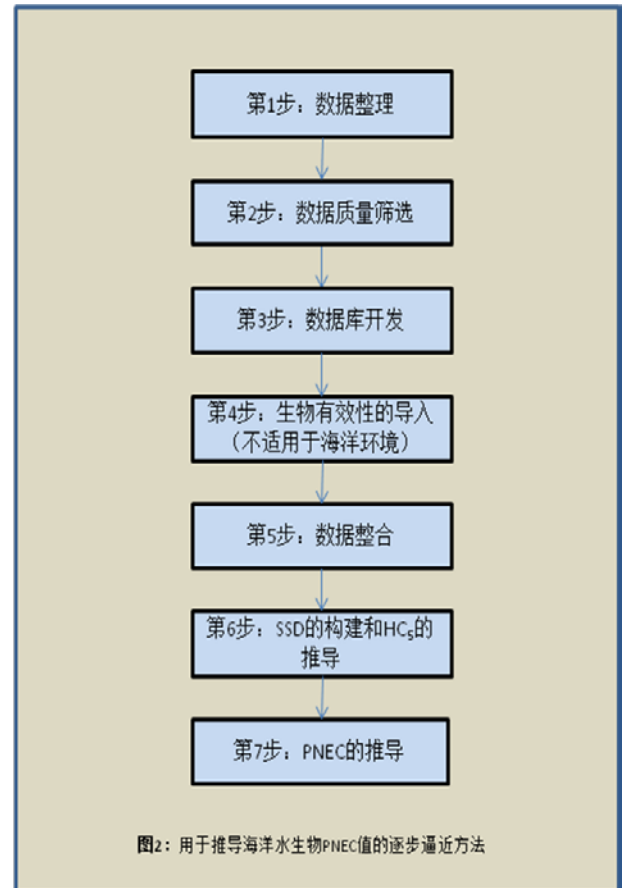 第1步：数据整理
第2步：数据质量筛选
第3步：数据库开发
第4步：生物有效性的导入
（不适用于海洋环境）
第5步：数据整合
第6步：SSD的构建和HC₅的
推导
第7步：PNEC的推导
图2：用于推导海洋水生物PNEC值的逐步逼近方法